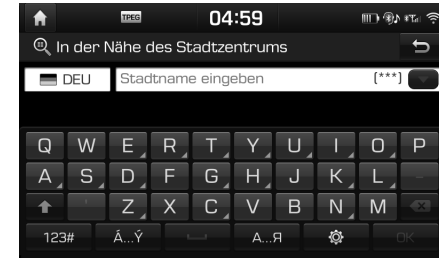 TPEG 04:59
In der Nähe des Stadtzentrums
DEU Stadtname eingeben [***]
Q W E R T Y U I O P
A S D F G H J K L -
' Z X C V B N M
123# Á...Ý A...Я OK